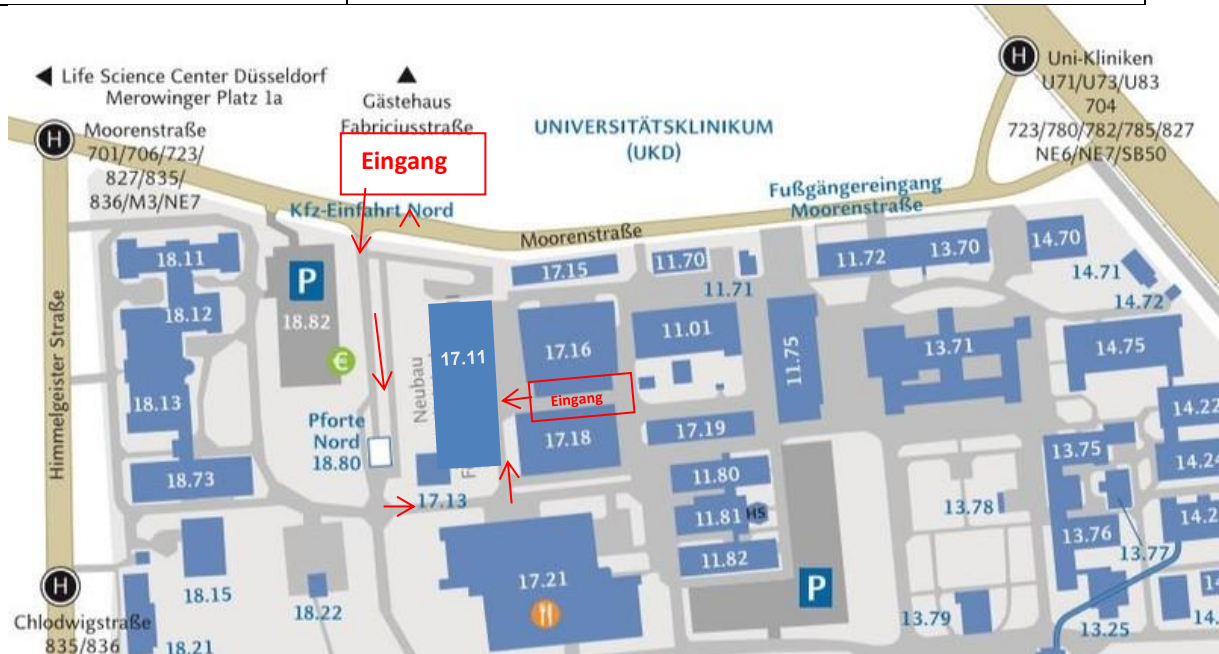 Life Science Center Düsseldorf
Merowinger Platz 1a
Gästehaus
Fabriciusstraße
UNIVERSITÄTSKLINIKUM
(UKD)
H
Uni-Kliniken
U71/U73/U83
704
723/780/782/785/827
NE6/NE7/SB50
H
Moorenstraße
701/706/723/
827/835/
836/M3/NE7
Eingang
Kfz-Einfahrt Nord
Fußgängereingang
Moorenstraße
Moorenstraße
Himmelgeister Straße
18.11
18.12
18.13
18.73
P
18.82
€
Pforte
Nord
18.80
Neubau
17.11
17.13
17.15
17.16
Eingang
17.18
17.19
11.70
11.71
11.01
11.75
11.72
13.70
14.70
14.71
14.72
13.71
14.75
14.22
14.24
13.75
13.76
13.77
13.78
13.79
13.25
11.80
11.81
HS
11.82
P
17.21
18.15
18.22
18.21
H
Chlodwigstraße
835/836